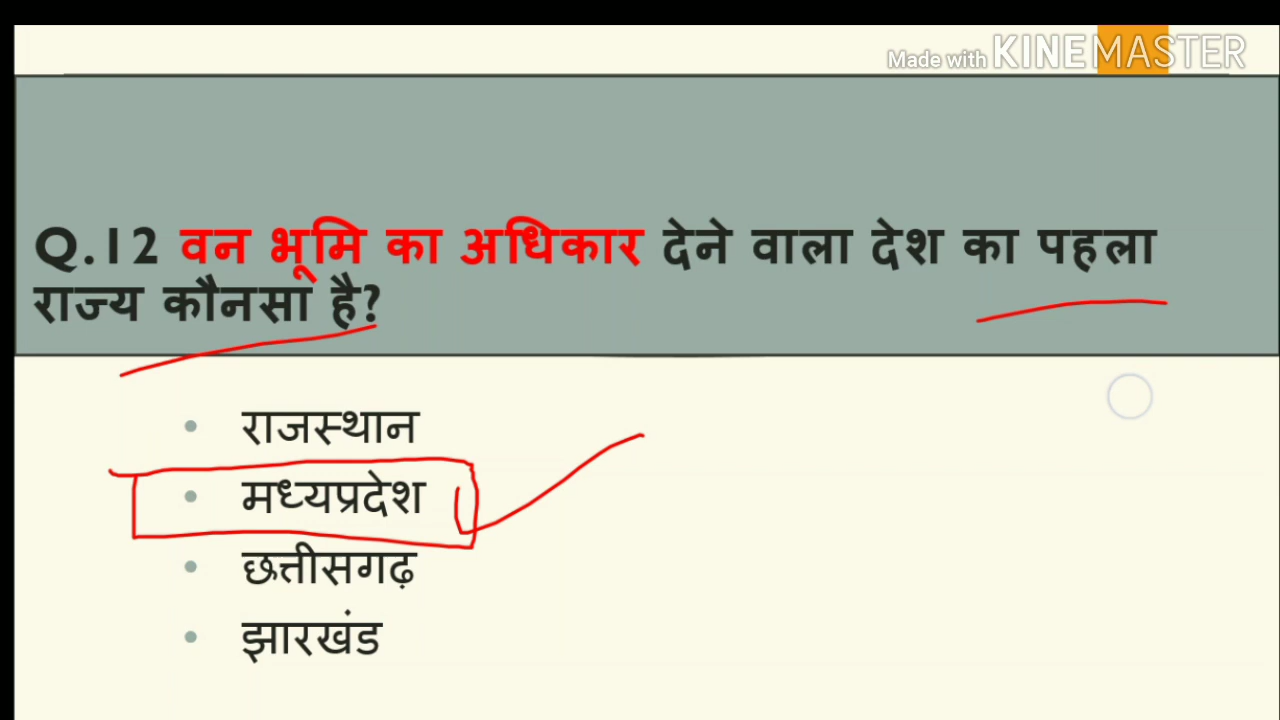 Made with KINEMASTER
Q.12 वन भूमि का अधिकार देने वाला देश का पहला
राज्य कौनसा है?
• राजस्थान
• मध्यप्रदेश
• छत्तीसगढ़
• झारखंड